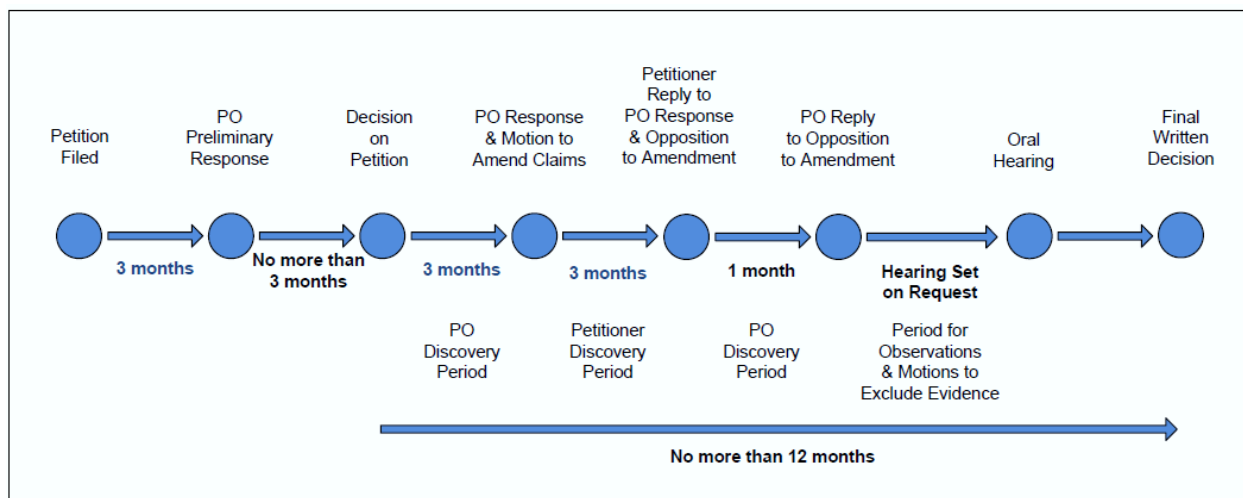 Petition
Filed
PO
Preliminary
Response
Decision
on
Petition
PO Response
& Motion to
Amend Claims
Petitioner
Reply to
PO Response
& Opposition
to Amendment
PO Reply
to Opposition
to Amendment
Oral
Hearing
Final
Written
Decision
3 months
No more than
3 months
3 months
3 months
1 month
Hearing Set
on Request
PO
Discovery
Period
Petitioner
Discovery
Period
PO
Discovery
Period
Period for
Observations
& Motions to
Exclude Evidence
No more than 12 months